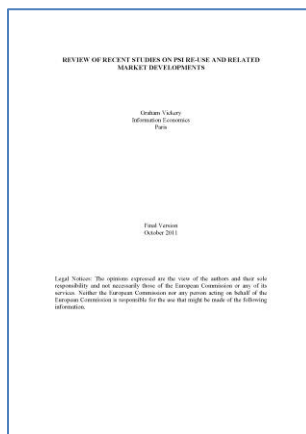 REVIEW OF RECENT STUDIES ON PSI RE-USE AND RELATED
MARKET DEVELOPMENTS
Graham Vickery
Information Economics
Paris
Final Version
October 2011
Legal Notices: The opinions expressed are the view of the authors and their sole
responsibility and not necessarily those of the European Commission or any of its
services. Neither the European Commission nor any person acting on behalf of the
European Commission is responsible for the use that might be made of the following
information.